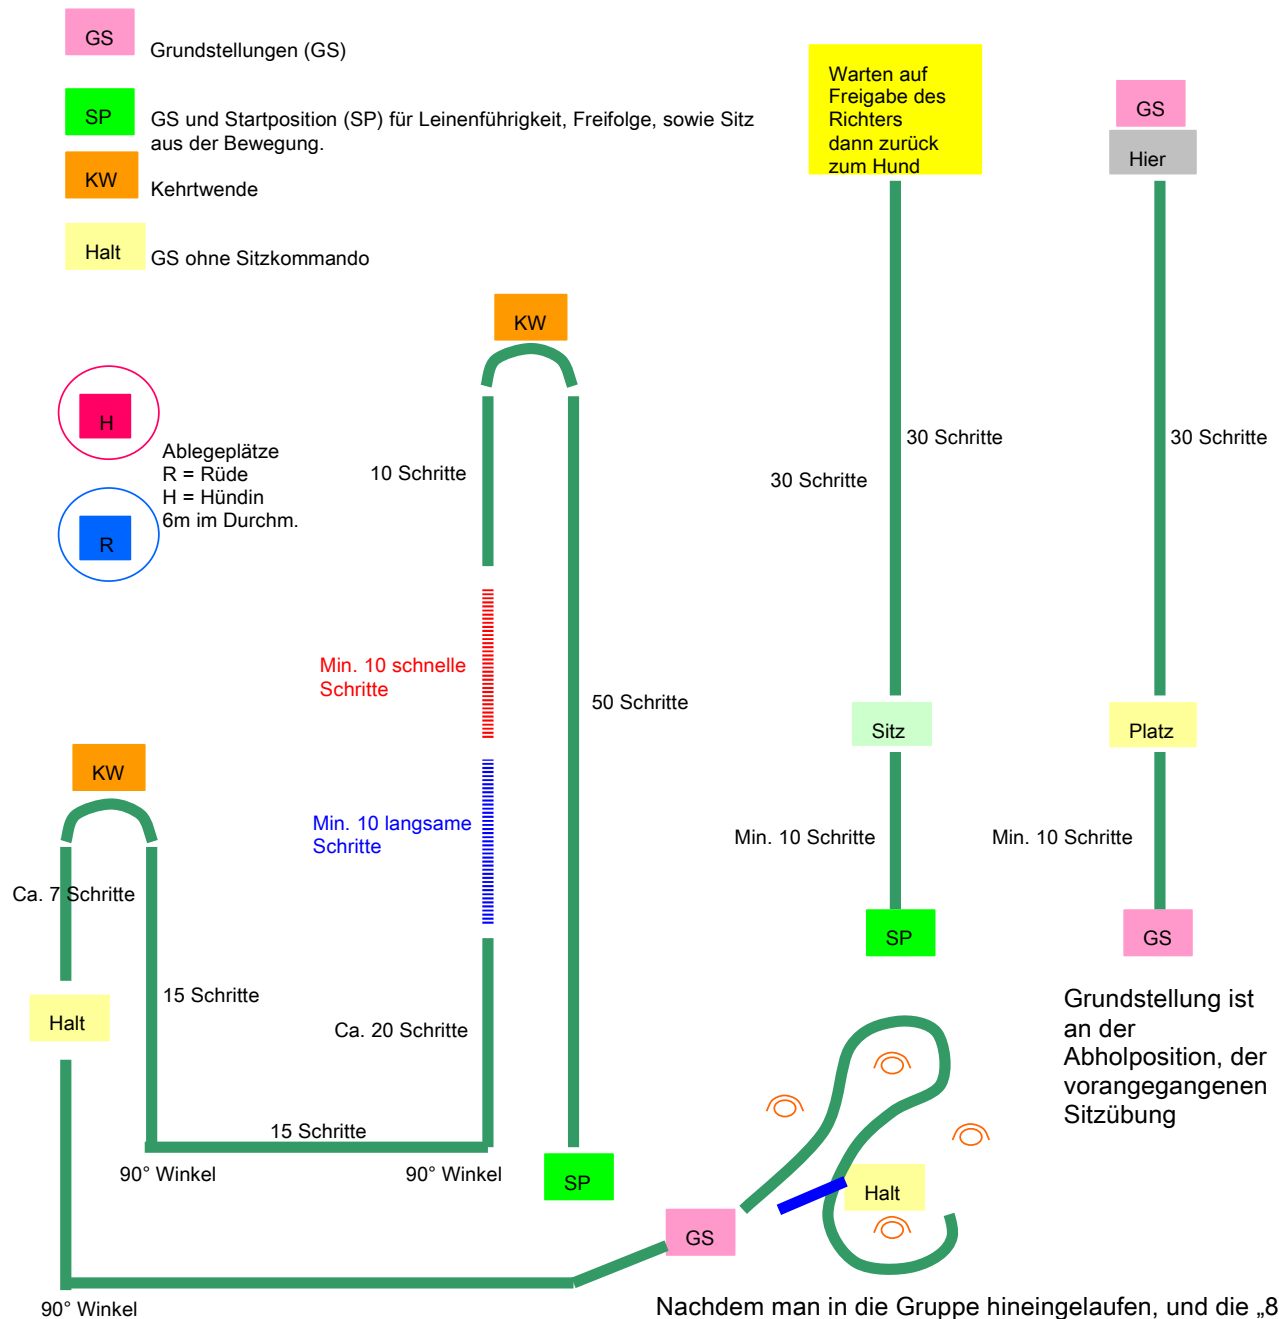 GS
Grundstellungen (GS)
SP
GS und Startposition (SP) für Leinenführigkeit, Freifolge, sowie Sitz
aus der Bewegung.
KW
Kehrtwende
Halt
GS ohne Sitzkommando
Warten auf
Freigabe des
Richters
dann zurück
zum Hund
GS
Hier
KW
H
Ablegeplätze
R = Rüde
H = Hündin
6m im Durchm.
R
10 Schritte
30 Schritte
30 Schritte
30 Schritte
Min. 10 schnelle
Schritte
50 Schritte
Sitz
Platz
KW
Min. 10 langsame
Schritte
Min. 10 Schritte
Min. 10 Schritte
Ca. 7 Schritte
SP
GS
15 Schritte
Halt
Ca. 20 Schritte
Grundstellung ist
an der
Abholposition, der
vorangegangenen
Sitzübung
15 Schritte
90° Winkel
90° Winkel
SP
Halt
GS
90° Winkel
Nachdem man in die Gruppe hineingelaufen, und die „8